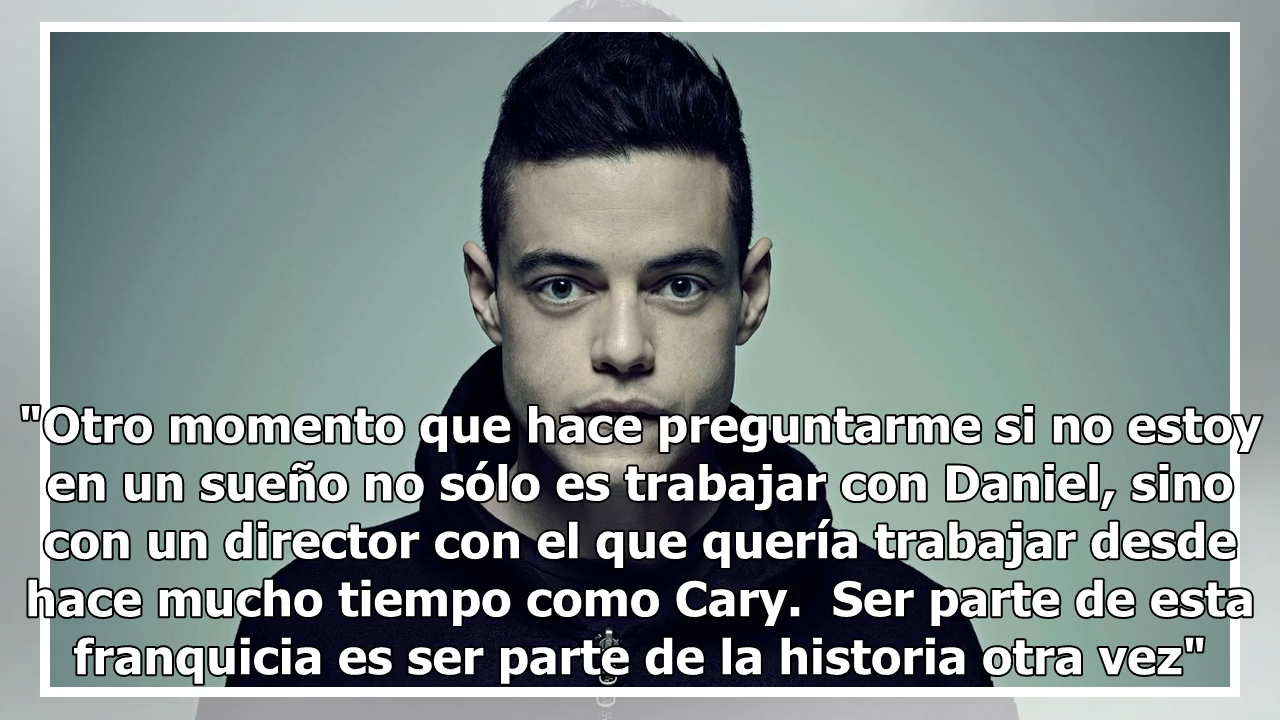 "Otro momento que hace preguntarme si no estoy
en un sueño no sólo es trabajar con Daniel, sino
con un director con el que quería trabajar desde
hace mucho tiempo como Cary.  Ser parte de esta
franquicia es ser parte de la historia otra vez"